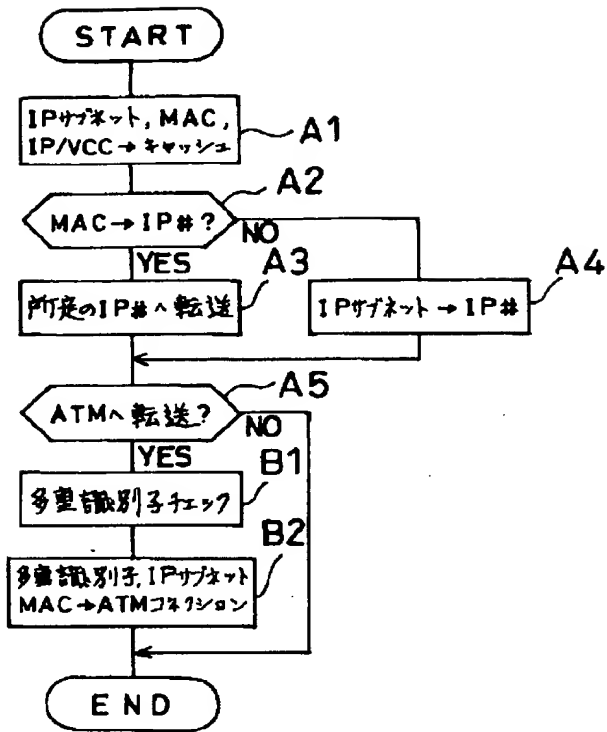 START
IPサブネット, MAC,
IP/VCC→キャッシュ
A1
A2
MAC→IP#?
NO
YES
A3
A4
所定のIP#へ転送
IPサブネット→IP#
A5
ATMへ転送?
NO
YES
B1
多重識別子チェック
B2
多重識別子, IPサブネット
MAC→ATMコネクション
END